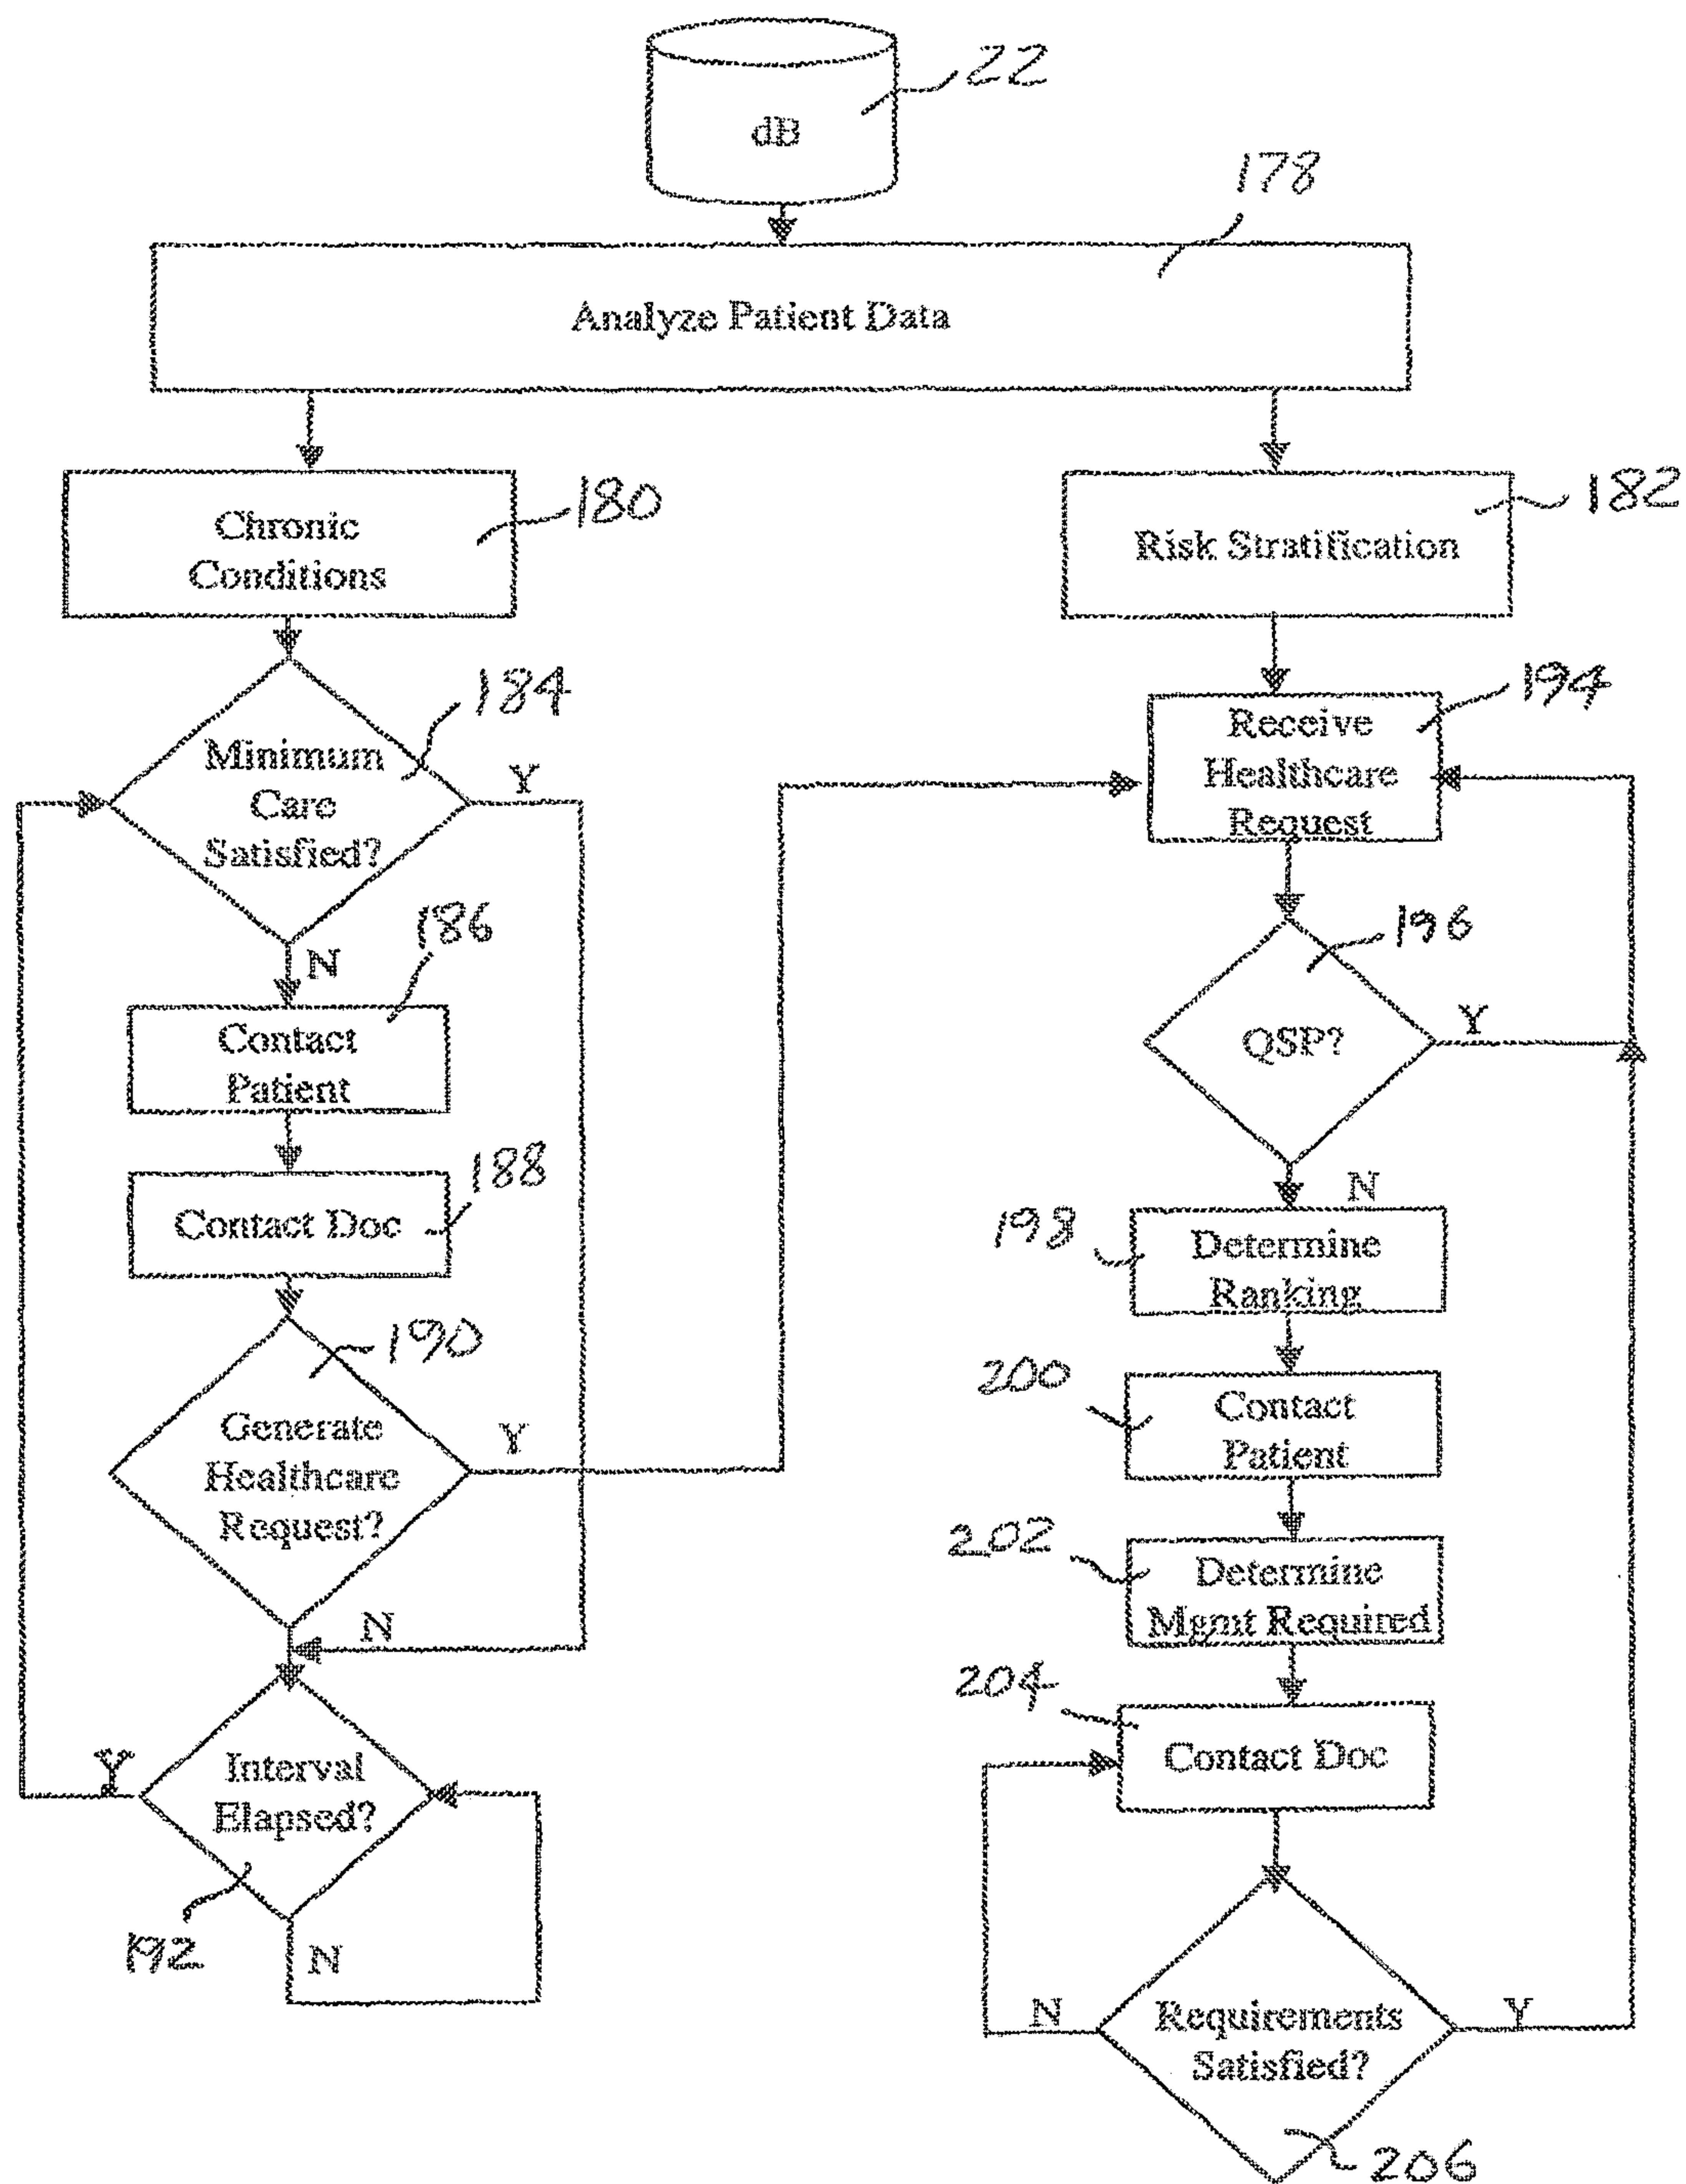 22
dB
178
Analyze Patient Data
Chronic
Conditions
180
Risk Stratification
182
184
Minimum
Care
Satisfied?
Y
N
186
Contact
Patient
188
Contact Doc
190
Generate
Healthcare
Request?
Y
N
Interval
Elapsed?
Y
192
N
194
Receive
Healthcare
Request
196
QSP?
Y
N
198
Determine
Ranking
200
Contact
Patient
202
Determine
Mgmt Required
204
Contact Doc
Requirements
Satisfied?
N
Y
206